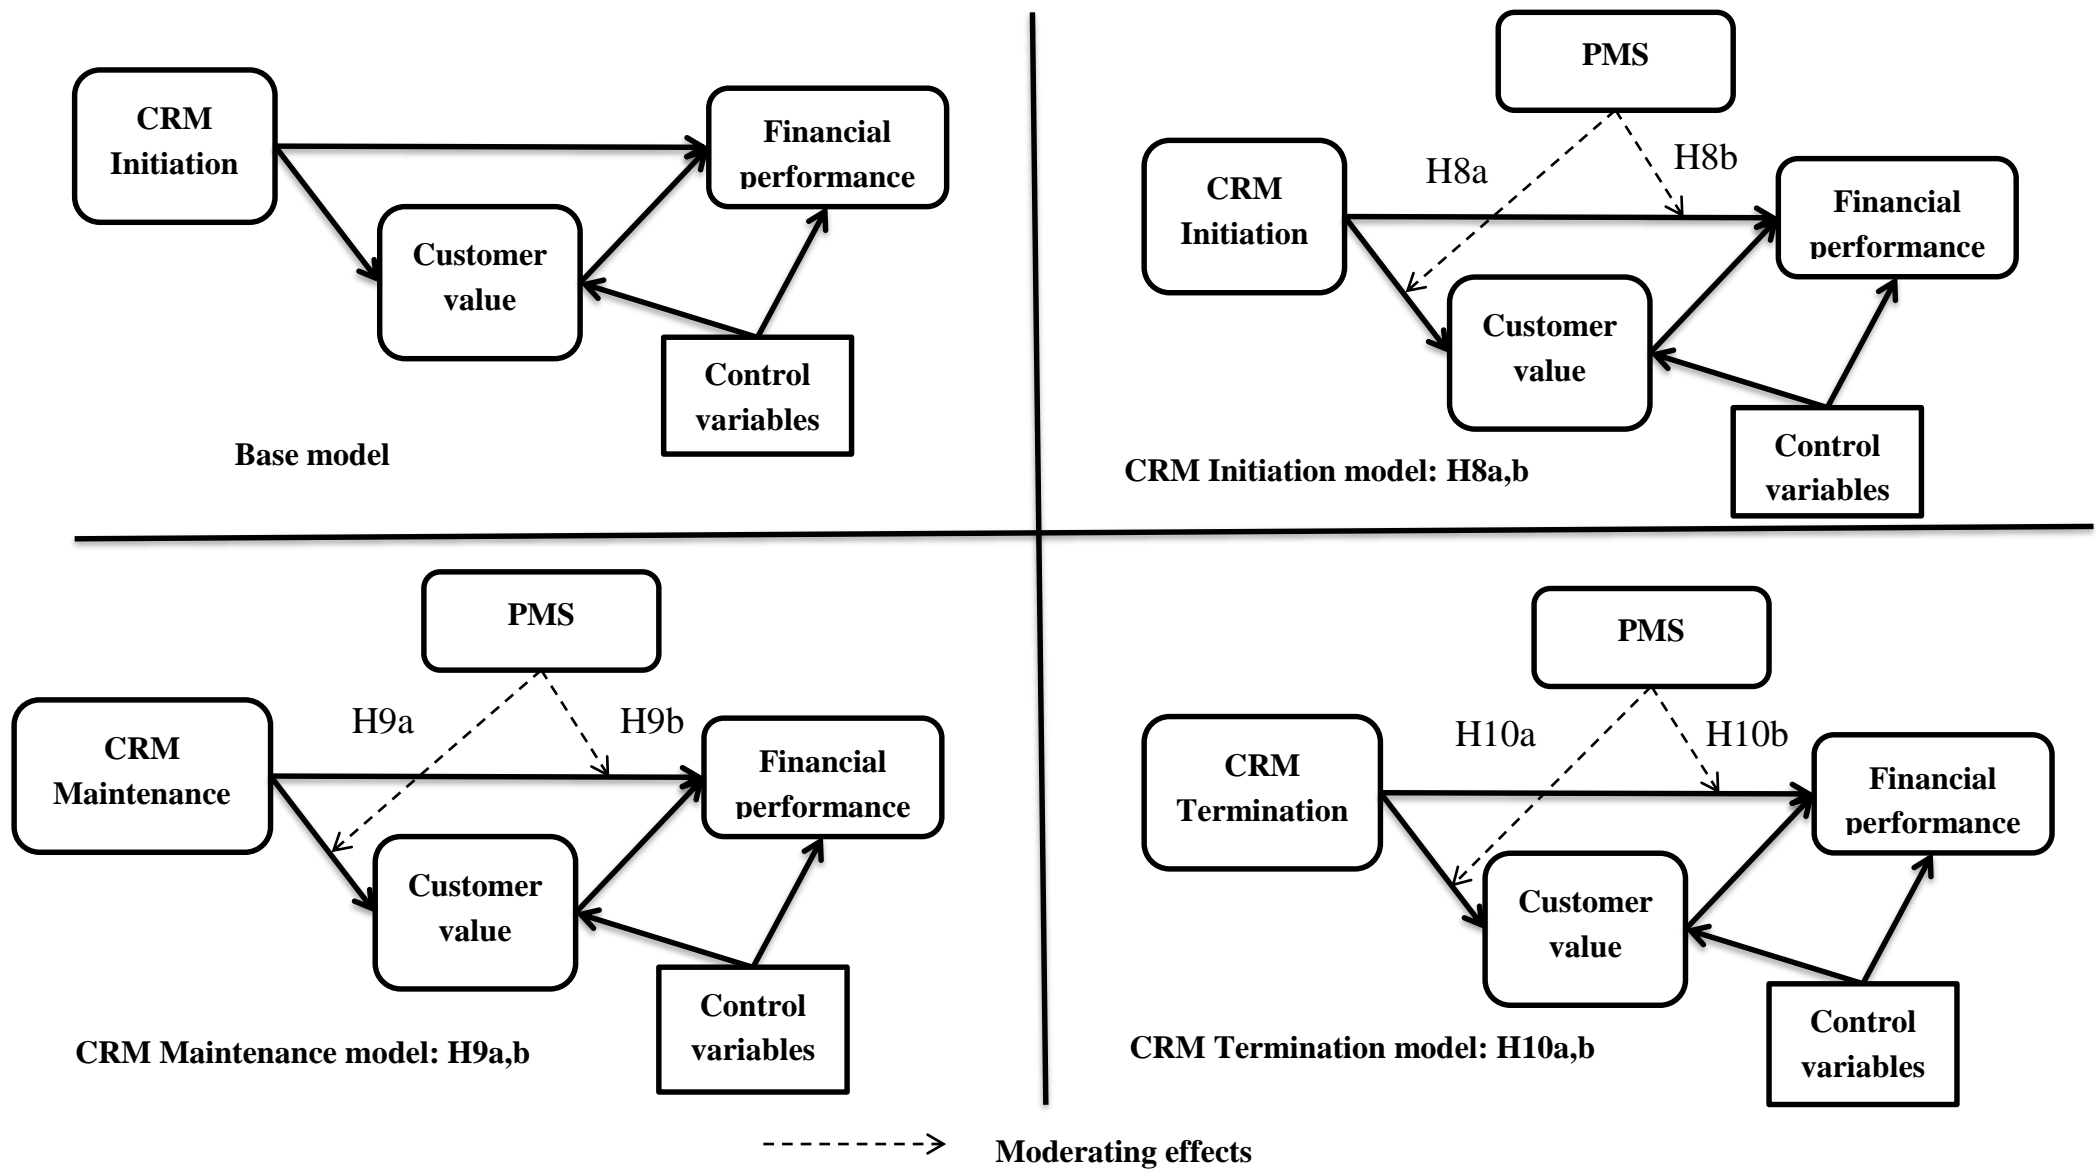 CRM
Initiation
Financial
performance
Customer
value
Control
variables
Base model
PMS
H8a
H8b
CRM
Initiation
Financial
performance
Customer
value
Control
variables
CRM Initiation model: H8a,b
PMS
H9a
H9b
CRM
Maintenance
Financial
performance
Customer
value
Control
variables
CRM Maintenance model: H9a,b
PMS
H10a
H10b
CRM
Termination
Financial
performance
Customer
value
Control
variables
CRM Termination model: H10a,b
Moderating effects